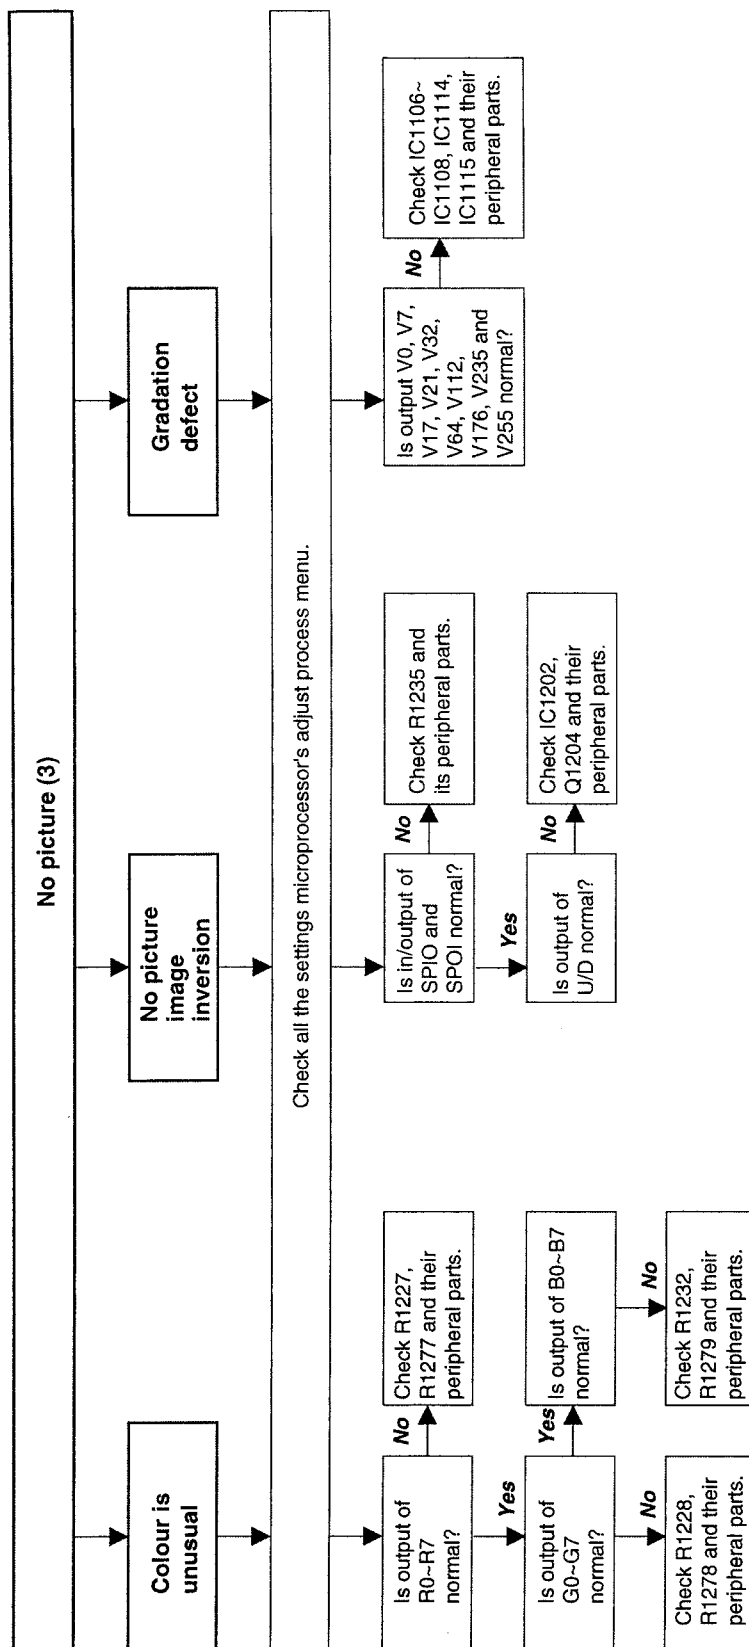 No picture (3)
Colour is
unusual
No picture
image
inversion
Gradation
defect
Check all the settings microprocessor's adjust process menu.
Is output of
R0~R7
normal?
No
Check R1227,
R1277 and their
peripheral parts.
Yes
Is output of
G0~G7
normal?
Yes
Is output of B0~B7
normal?
No
Check R1228,
R1278 and their
peripheral parts.
No
Check R1232,
R1279 and their
peripheral parts.
Is in/output of
SPIO and
SPOI normal?
No
Check R1235 and
its peripheral parts.
Yes
Is output of
U/D normal?
No
Check IC1202,
Q1204 and their
peripheral parts.
Is output V0, V7,
V17, V21, V32,
V64, V112,
V176, V235 and
V255 normal?
No
Check IC1106~
IC1108, IC1114,
IC1115 and their
peripheral parts.